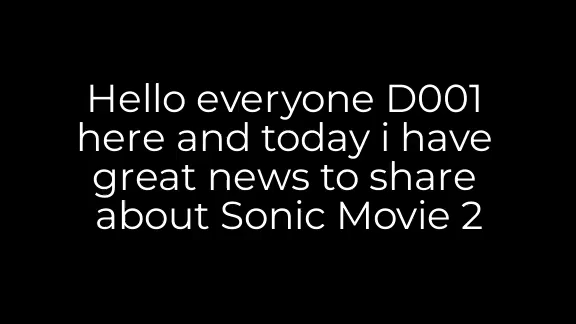 Hello everyone D001
here and today i have
great news to share
about Sonic Movie 2